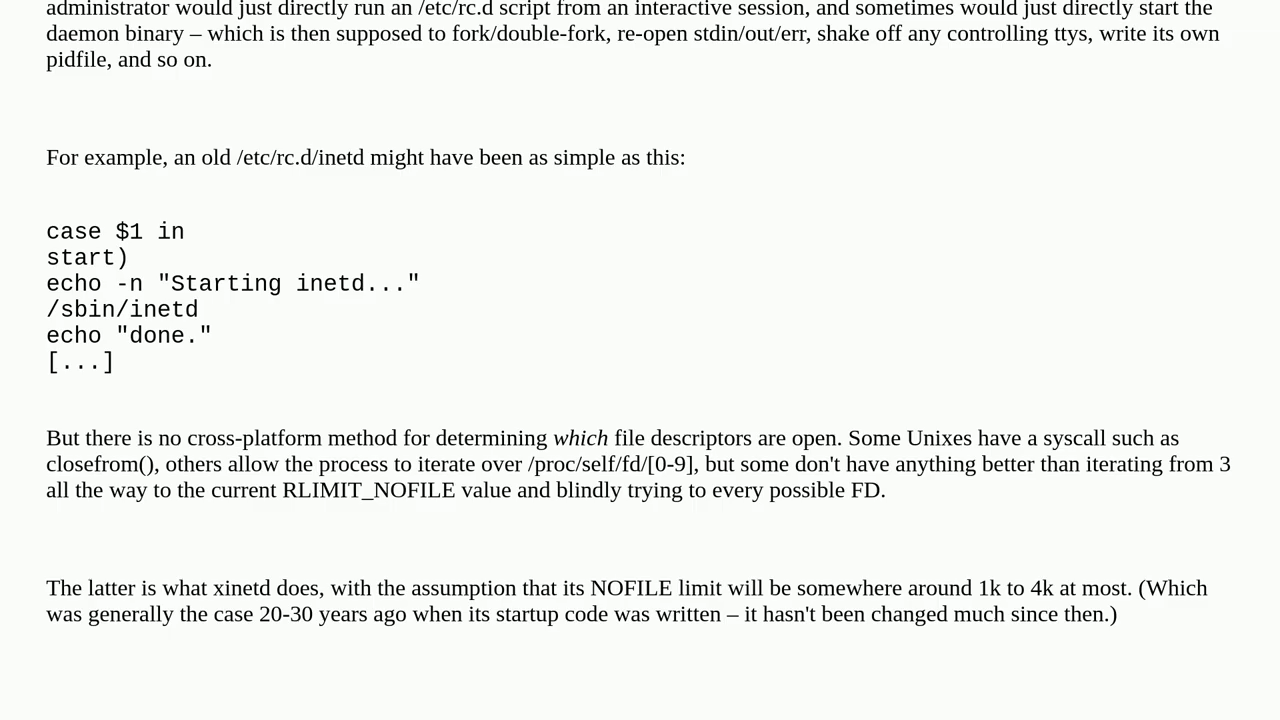 administrator would just directly run an /etc/rc.d script from an interactive session, and sometimes would just directly start the
daemon binary – which is then supposed to fork/double-fork, re-open stdin/out/err, shake off any controlling ttys, write its own
pidfile, and so on.
For example, an old /etc/rc.d/inetd might have been as simple as this:
case $1 in
start)
echo -n "Starting inetd..."
/sbin/inetd
echo "done."
[...]
But there is no cross-platform method for determining which file descriptors are open. Some Unixes have a syscall such as
closefrom(), others allow the process to iterate over /proc/self/fd/[0-9], but some don't have anything better than iterating from 3
all the way to the current RLIMIT_NOFILE value and blindly trying to every possible FD.
The latter is what xinetd does, with the assumption that its NOFILE limit will be somewhere around 1k to 4k at most. (Which
was generally the case 20-30 years ago when its startup code was written – it hasn't been changed much since then.)